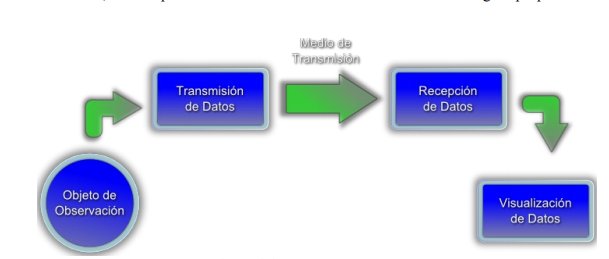 Medio de
Transmisión
Transmisión
de Datos
Recepción
de Datos
Objeto de
Observación
Visualización
de Datos